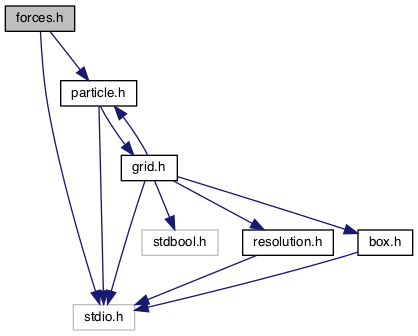 forces.h
particle.h
grid.h
stdbool.h
resolution.h
box.h
stdio.h